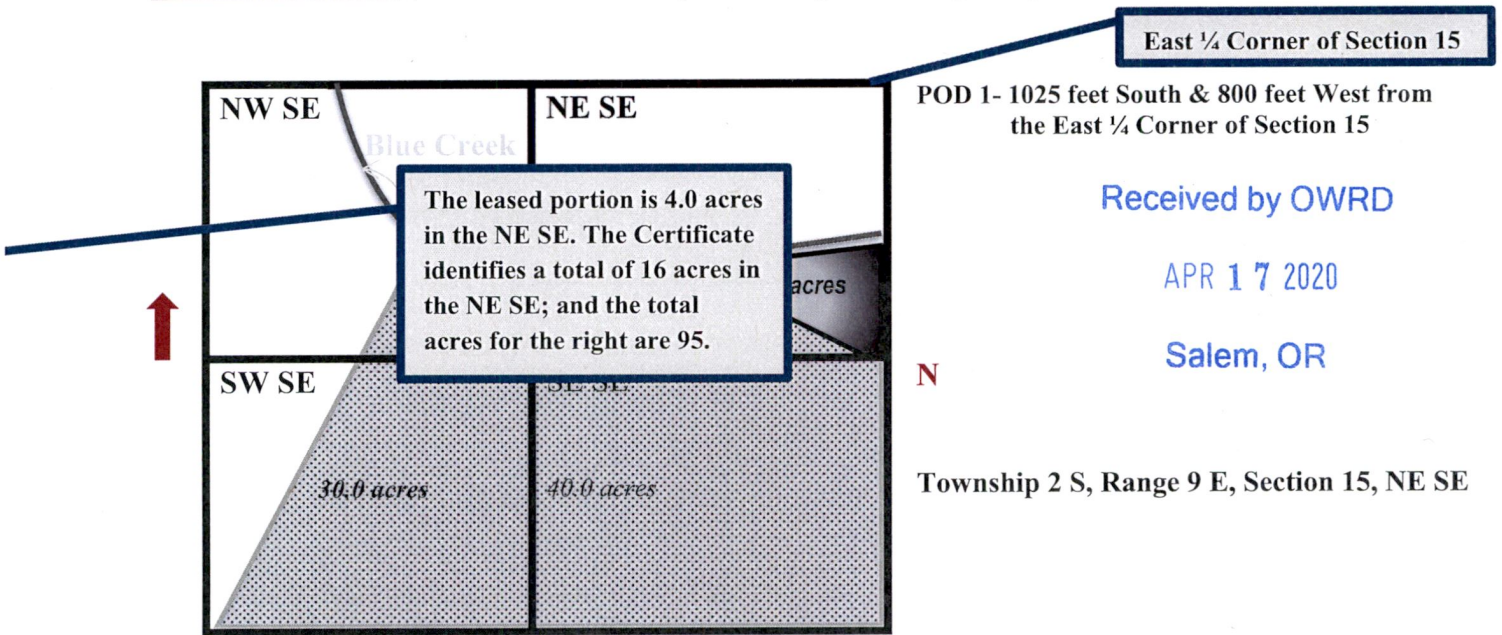 East ¼ Corner of Section 15
NW SE
NE SE
POD 1- 1025 feet South & 800 feet West from
the East ¼ Corner of Section 15
Blue Creek
Received by OWRD
The leased portion is 4.0 acres
in the NE SE. The Certificate
identifies a total of 16 acres in
the NE SE; and the total
acres for the right are 95.
acres
APR 17 2020
Salem, OR
SW SE
SE SE
N
30.0 acres
40.0 acres
Township 2 S, Range 9 E, Section 15, NE SE